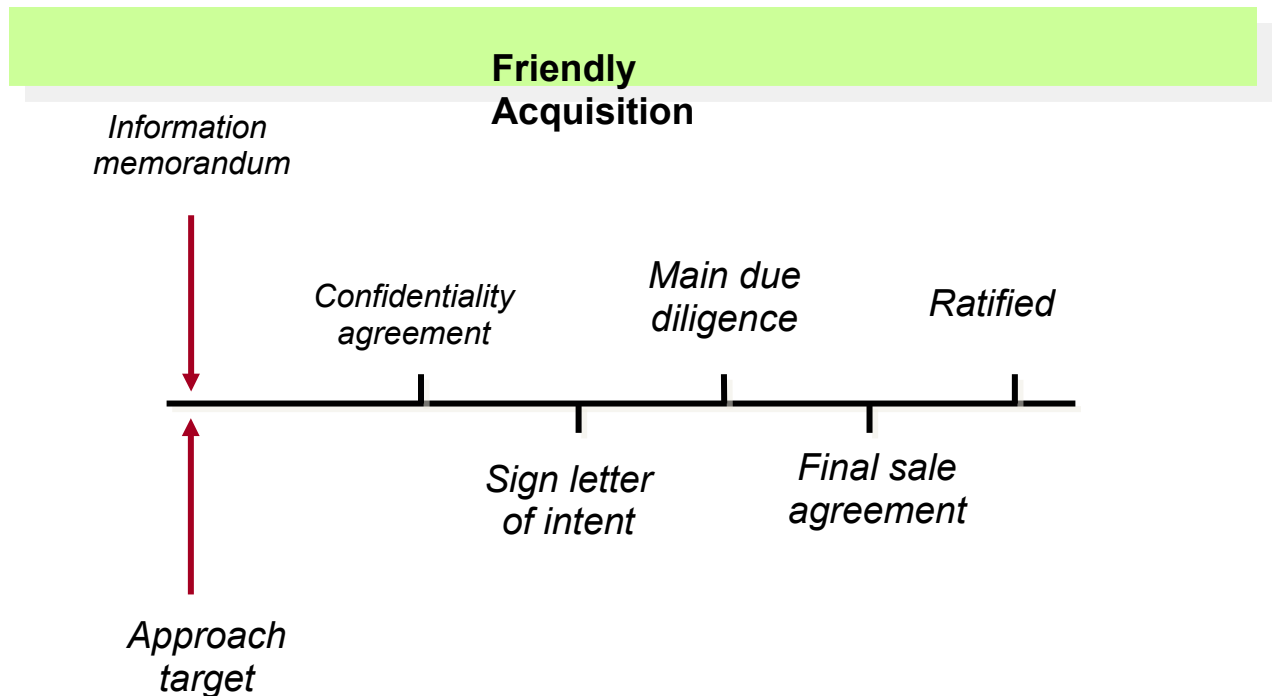 Friendly
Acquisition
Information
memorandum
Confidentiality
agreement
Main due
diligence
Ratified
Sign letter
of intent
Final sale
agreement
Approach
target